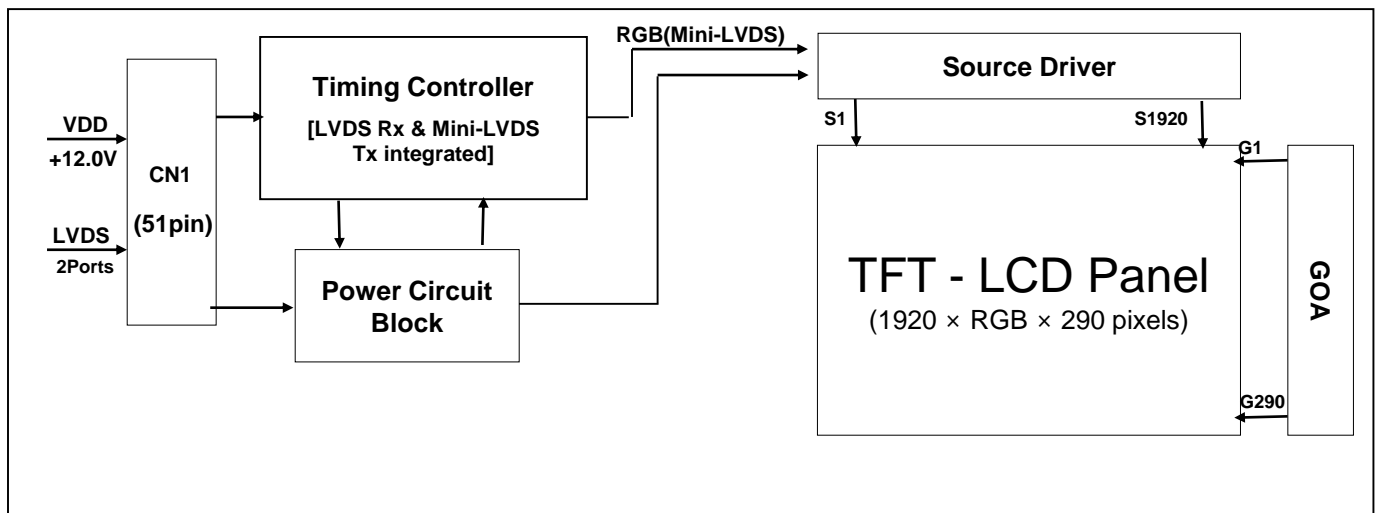 VDD
+12.0V
LVDS
2Ports
CN1
(51pin)
Timing Controller
[LVDS Rx & Mini-LVDS
Tx integrated]
Power Circuit
Block
RGB(Mini-LVDS)
Source Driver
S1
S1920
TFT - LCD Panel
(1920 × RGB × 290 pixels)
G1
G290
GOA